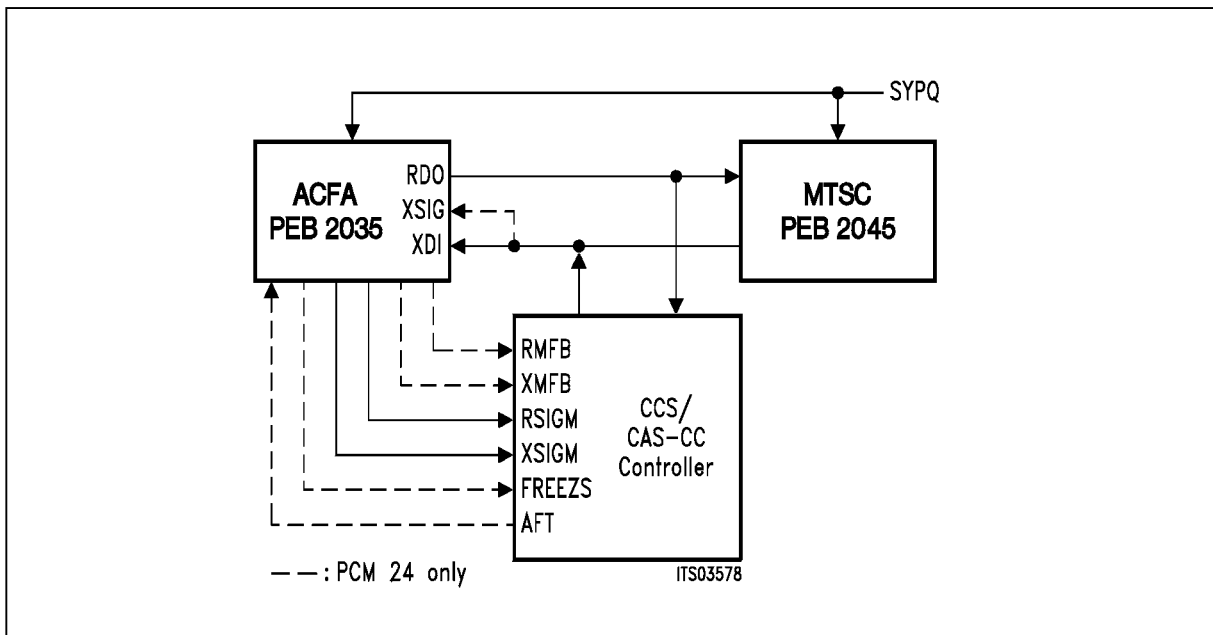 SYPQ
ACFA
PEB 2035
RDO
XSIG
XDI
MTSC
PEB 2045
RMFB
XMFB
RSIGM
XSIGM
FREEZS
AFT
CCS/
CAS-CC
Controller
---: PCM 24 only
ITS03578